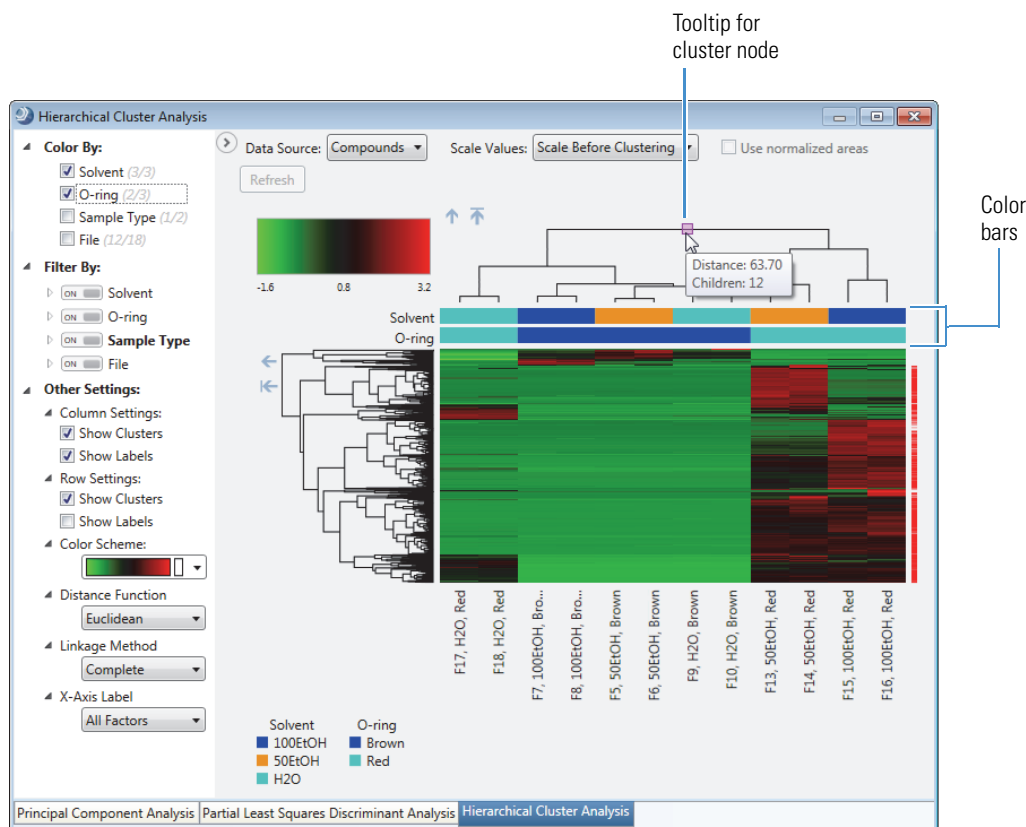 Tooltip for
cluster node
Hierarchical Cluster Analysis
Color By:
Solvent (3/3)
O-ring (2/3)
Sample Type (1/2)
File (12/18)
Filter By:
ON Solvent
ON O-ring
ON Sample Type
ON File
Other Settings:
Column Settings:
Show Clusters
Show Labels
Row Settings:
Show Clusters
Show Labels
Color Scheme:
Distance Function
Euclidean
Linkage Method
Complete
X-Axis Label
All Factors
Data Source: Compounds Scale Values: Scale Before Clustering Use normalized areas
Refresh
-1.6 0.8 3.2
Distance: 63.70
Children: 12
Color
bars
Solvent
O-ring
F17, H2O, Red
F18, H2O, Red
F7, 100EtOH, Bro...
F8, 100EtOH, Bro...
F5, 50EtOH, Brown
F6, 50EtOH, Brown
F9, H2O, Brown
F10, H2O, Brown
F13, 50EtOH, Red
F14, 50EtOH, Red
F15, 100EtOH, Red
F16, 100EtOH, Red
Solvent O-ring
100EtOH Brown
50EtOH Red
H2O
Principal Component Analysis Partial Least Squares Discriminant Analysis Hierarchical Cluster Analysis